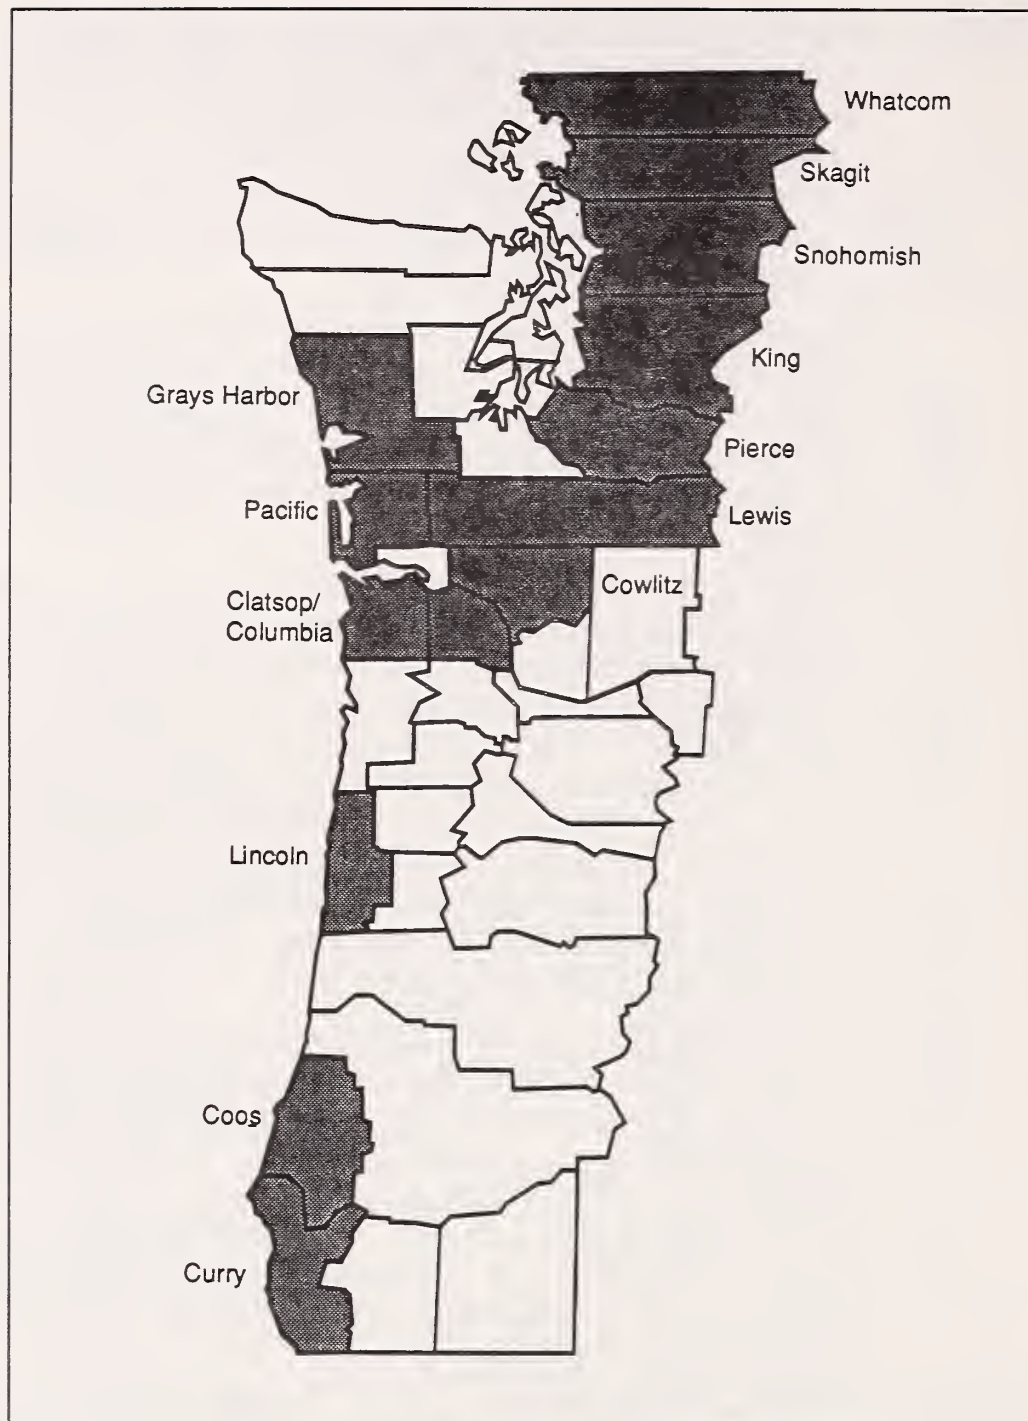 Whatcom
Skagit
Snohomish
King
Grays Harbor
Pierce
Pacific
Lewis
Cowlitz
Clatsop/
Columbia
Lincoln
Coos
Curry